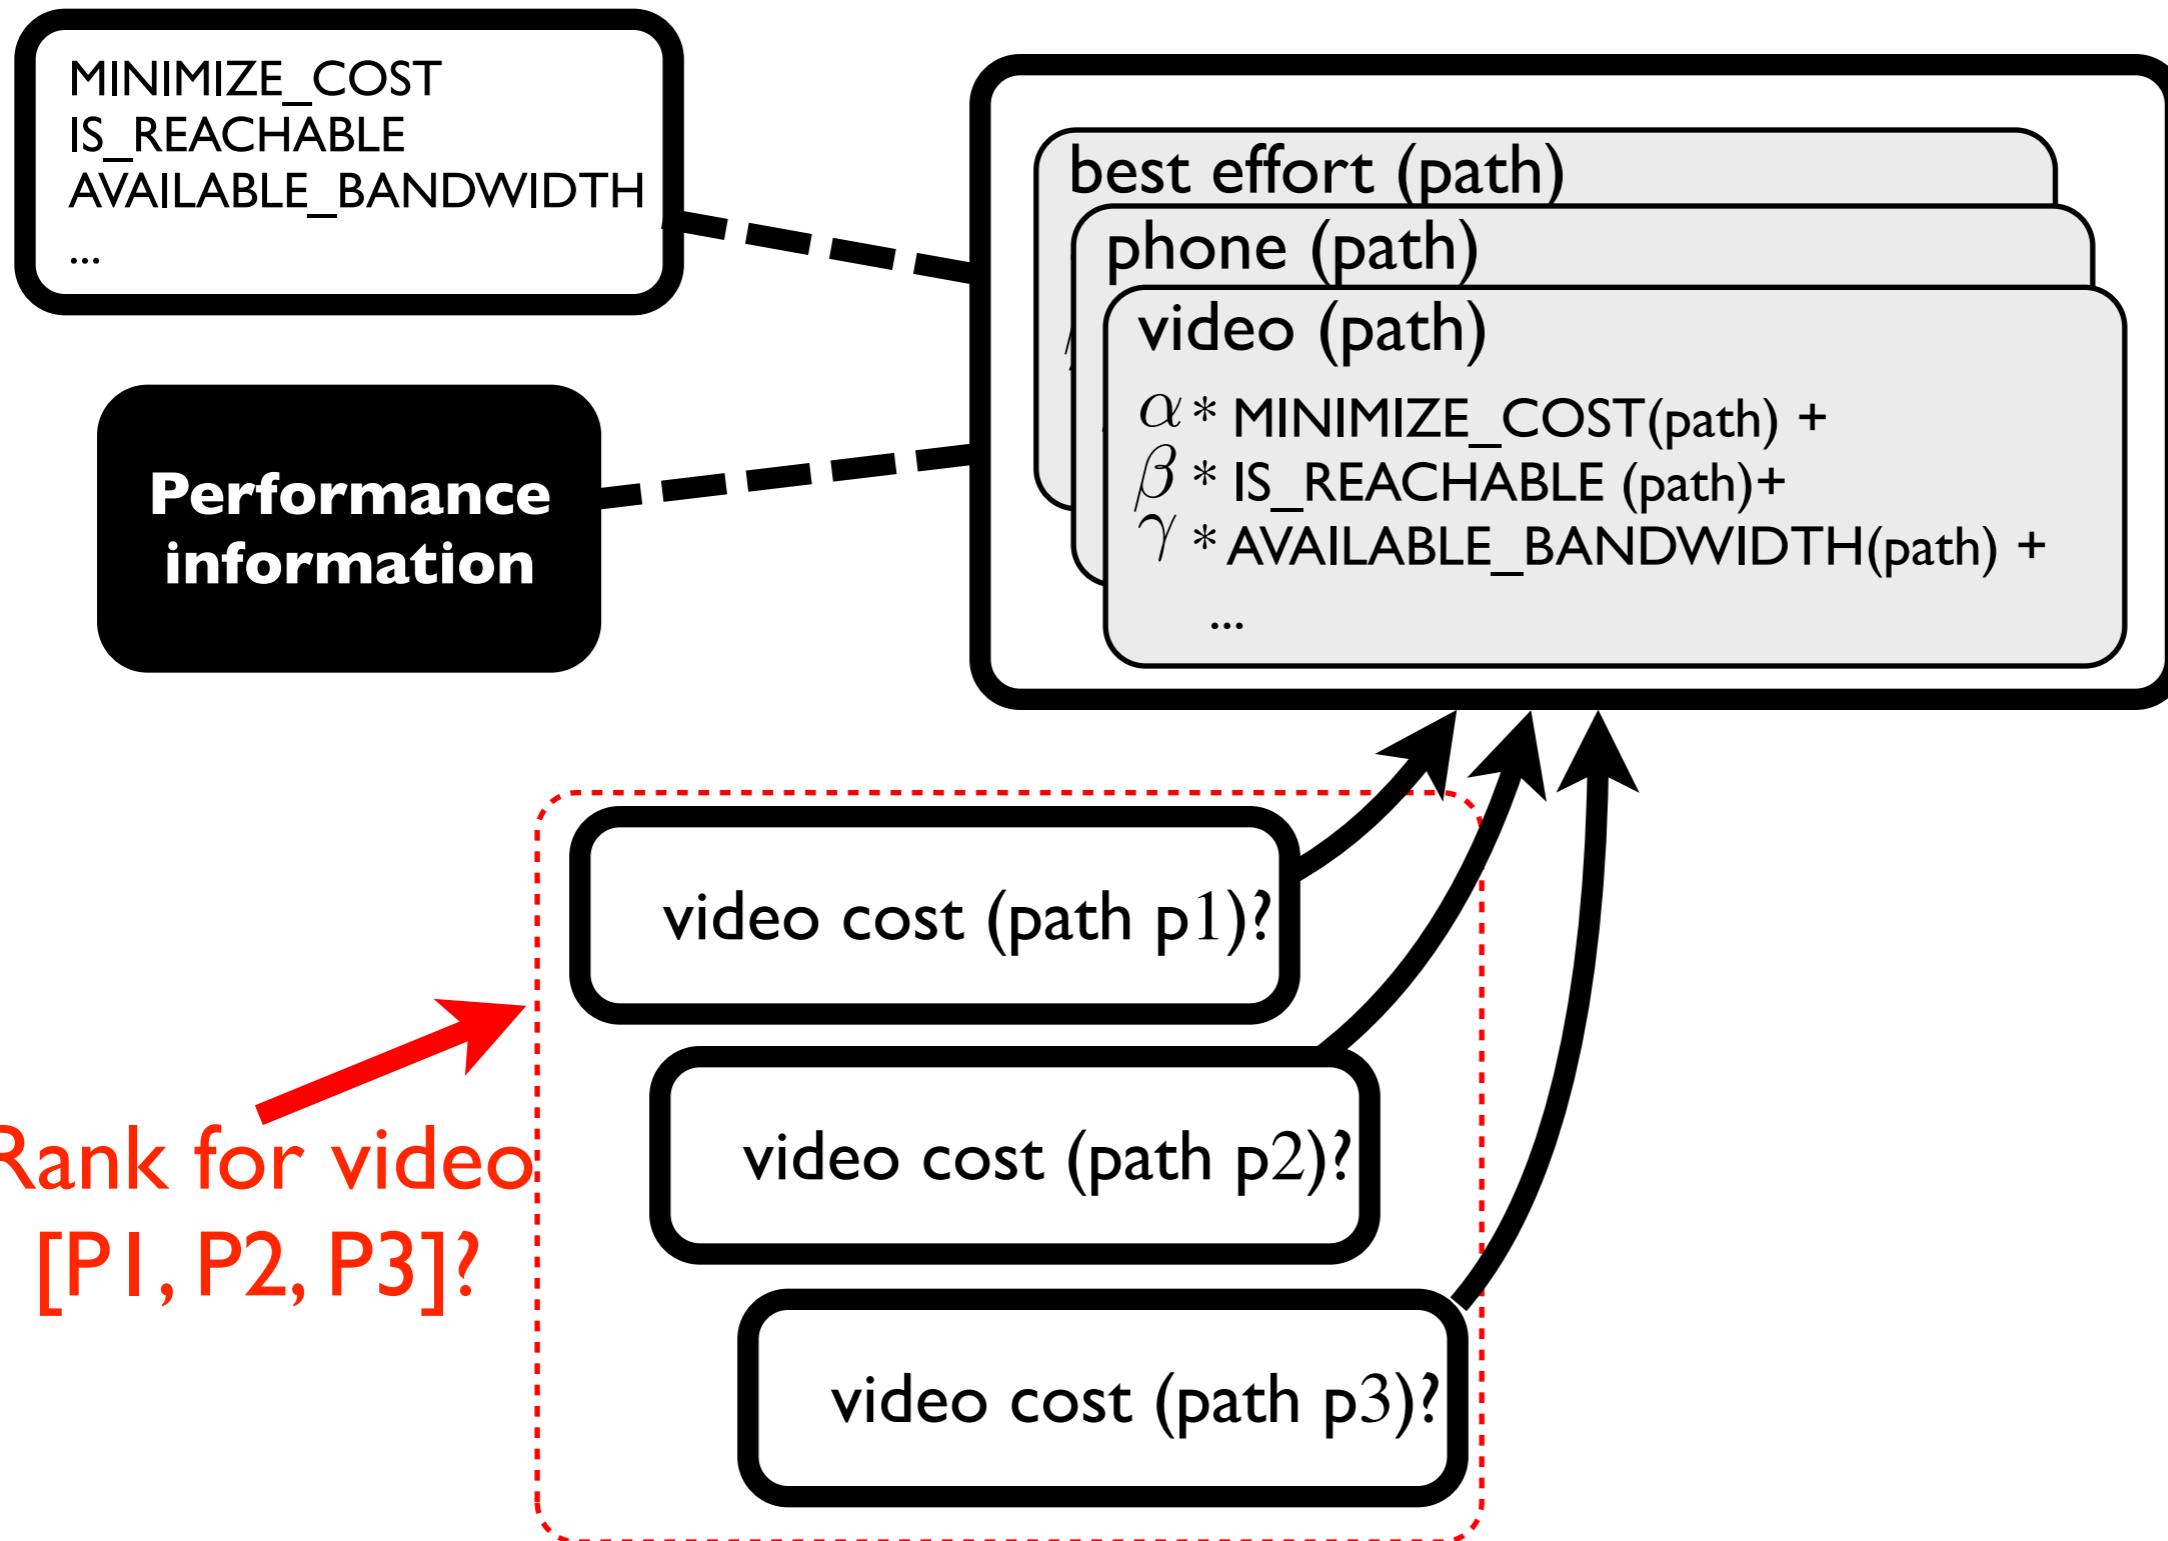 MINIMIZE_COST
IS_REACHABLE
AVAILABLE_BANDWIDTH
...
best effort (path)
phone (path)
video (path)
α * MINIMIZE_COST(path) +
β * IS_REACHABLE (path)+
γ * AVAILABLE_BANDWIDTH(path) +
...
Performance
information
video cost (path p1)?
video cost (path p2)?
video cost (path p3)?
Rank for video
[P1, P2, P3]?